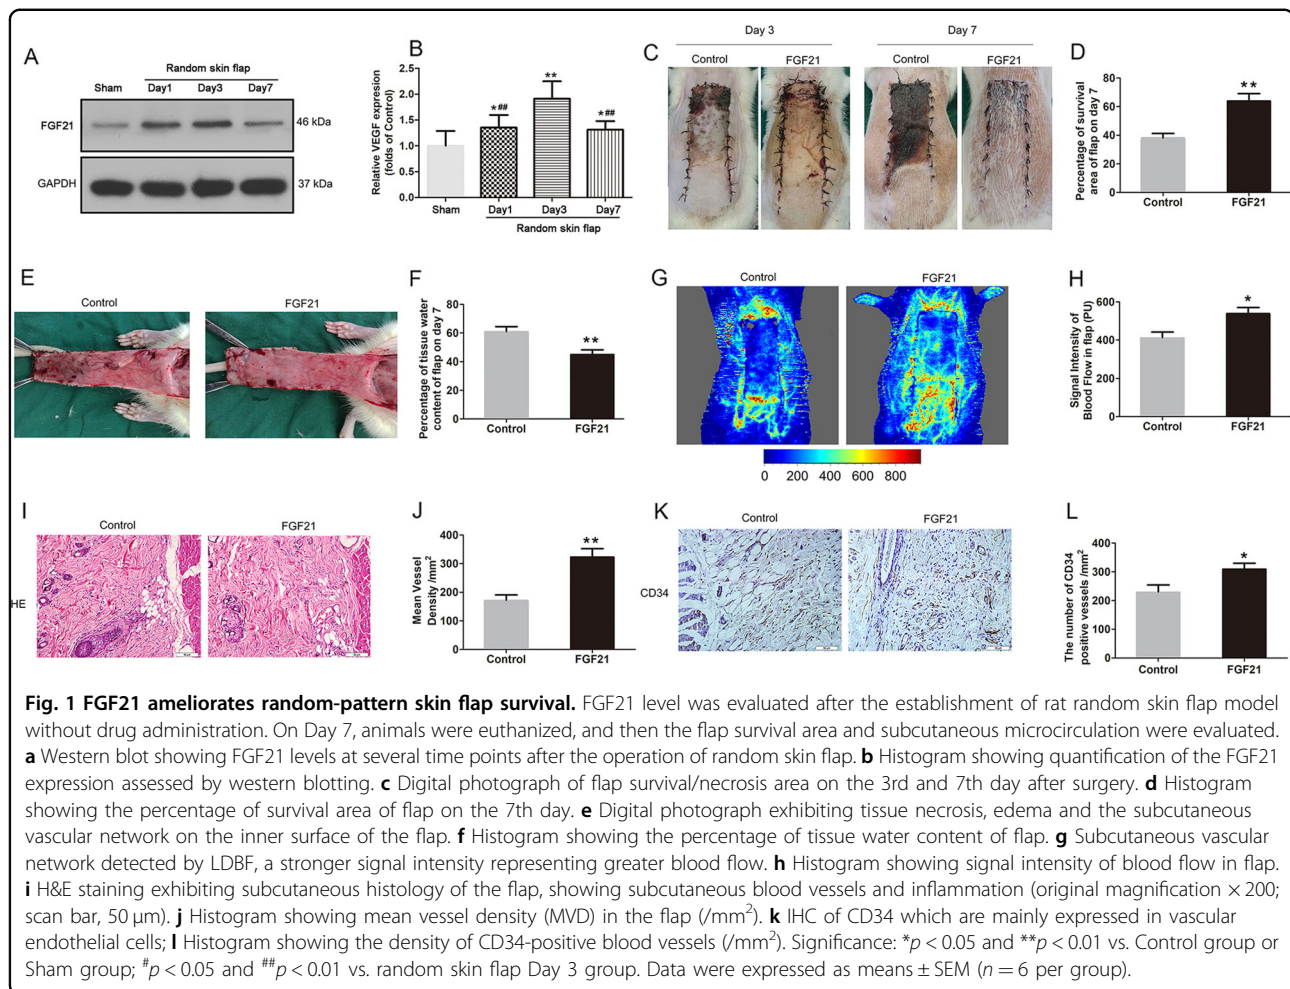 A
Random skin flap
Sham Day1 Day3 Day7
FGF21 46 kDa
GAPDH 37 kDa
B
Relative VEGF expresion
(folds of Control)
2.5
2.0
1.5
1.0
0.5
0.0
* ## ** * ##
Sham Day1 Day3 Day7
Random skin flap
C
Day 3 Day 7
Control FGF21 Control FGF21
D
Percentage of survival
area of flap on day 7
80
60
40
20
0
**
Control FGF21
E
Control FGF21
F
Percentage of tissue water
content of flap on day 7
80
60
40
20
0
**
Control FGF21
G
Control FGF21
0 200 400 600 800
H
Signal Intensity of
Blood Flow in flap (PU)
600
400
200
0
*
Control FGF21
I
Control FGF21
HE
J
Mean Vessel
Density /mm2
400
300
200
100
0
**
Control FGF21
K
Control FGF21
CD34
L
The number of CD34
positive vessels /mm2
400
300
200
100
0
*
Control FGF21
Fig. 1 FGF21 ameliorates random-pattern skin flap survival. FGF21 level was evaluated after the establishment of rat random skin flap model
without drug administration. On Day 7, animals were euthanized, and then the flap survival area and subcutaneous microcirculation were evaluated.
a Western blot showing FGF21 levels at several time points after the operation of random skin flap. b Histogram showing quantification of the FGF21
expression assessed by western blotting. c Digital photograph of flap survival/necrosis area on the 3rd and 7th day after surgery. d Histogram
showing the percentage of survival area of flap on the 7th day. e Digital photograph exhibiting tissue necrosis, edema and the subcutaneous
vascular network on the inner surface of the flap. f Histogram showing the percentage of tissue water content of flap. g Subcutaneous vascular
network detected by LDBF, a stronger signal intensity representing greater blood flow. h Histogram showing signal intensity of blood flow in flap.
i H&E staining exhibiting subcutaneous histology of the flap, showing subcutaneous blood vessels and inflammation (original magnification × 200;
scan bar, 50 μm). j Histogram showing mean vessel density (MVD) in the flap (/mm2). k IHC of CD34 which are mainly expressed in vascular
endothelial cells; l Histogram showing the density of CD34-positive blood vessels (/mm2). Significance: *p < 0.05 and **p < 0.01 vs. Control group or
Sham group; #p < 0.05 and ##p < 0.01 vs. random skin flap Day 3 group. Data were expressed as means ± SEM (n = 6 per group).